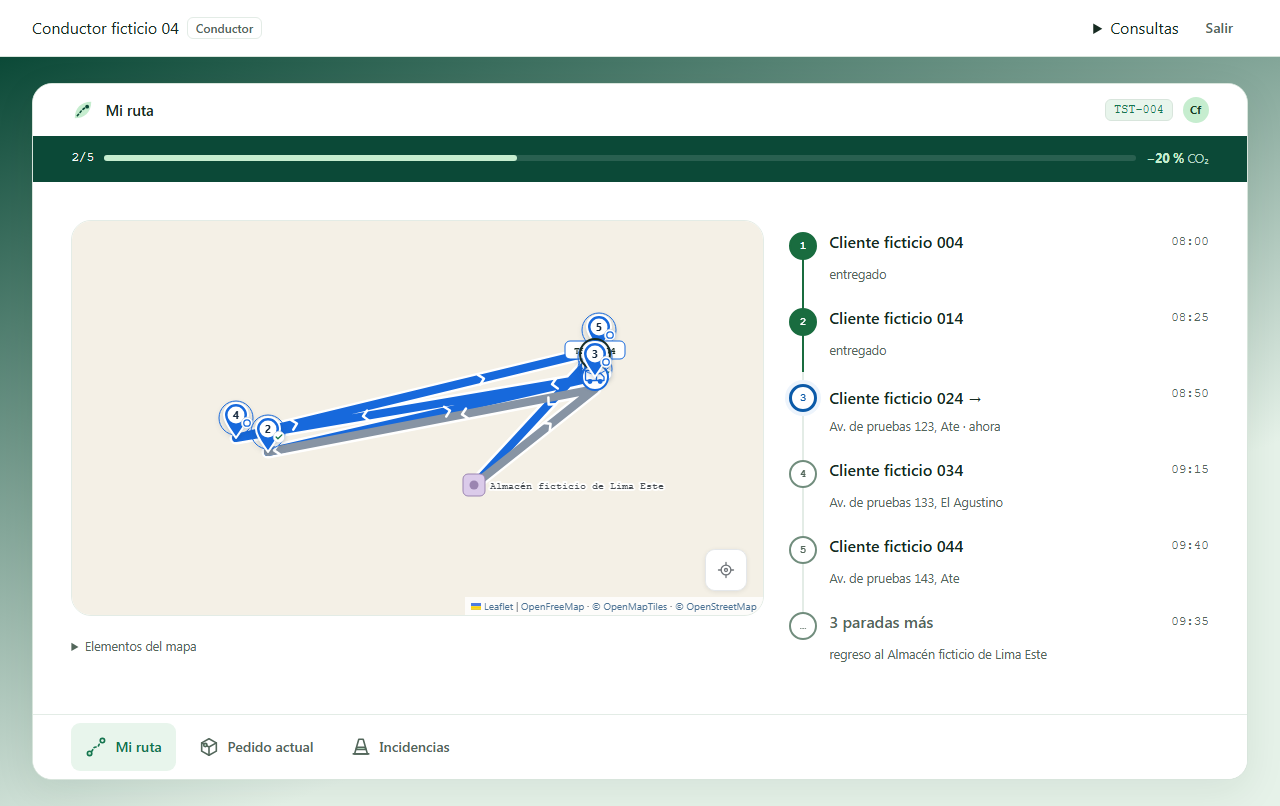 Conductor ficticio 04
Conductor
Consultas
Salir
Mi ruta
TST-004
Cf
2/5
−20 % CO₂
5
3
4
2
Almacén ficticio de Lima Este
Leaflet | OpenFreeMap · © OpenMapTiles · © OpenStreetMap
Elementos del mapa
1
Cliente ficticio 004
08:00
entregado
2
Cliente ficticio 014
08:25
entregado
3
Cliente ficticio 024 →
08:50
Av. de pruebas 123, Ate · ahora
4
Cliente ficticio 034
09:15
Av. de pruebas 133, El Agustino
5
Cliente ficticio 044
09:40
Av. de pruebas 143, Ate
...
3 paradas más
09:35
regreso al Almacén ficticio de Lima Este
Mi ruta
Pedido actual
Incidencias